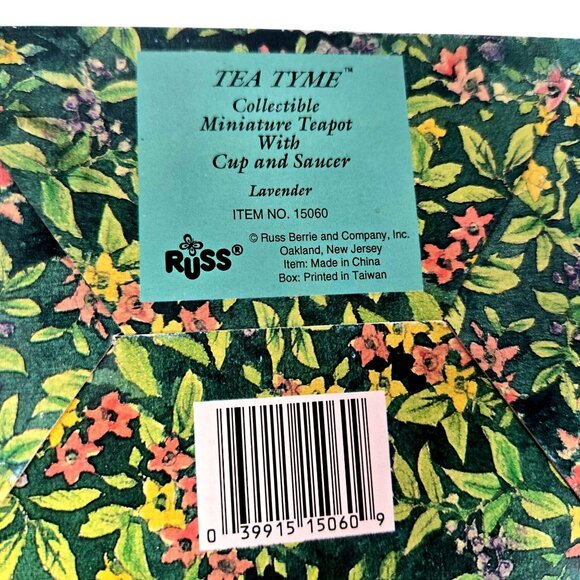 TEA TYME™
Collectible
Miniature Teapot
With
Cup and Saucer
Lavender
ITEM NO. 15060
RUSS®
© Russ Berrie and Company, Inc.
Oakland, New Jersey
Item: Made in China
Box: Printed in Taiwan
0 39915 15060 9